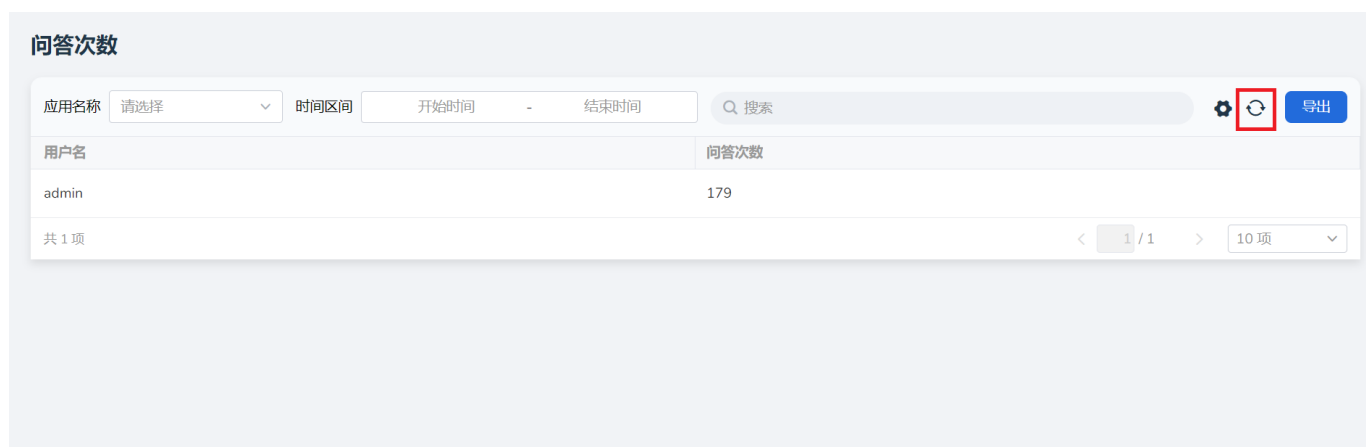 问答次数
应用名称 请选择 时间区间 开始时间 - 结束时间 搜索 导出
用户名 问答次数
admin 179
共 1 项 < 1 / 1 > 10 项